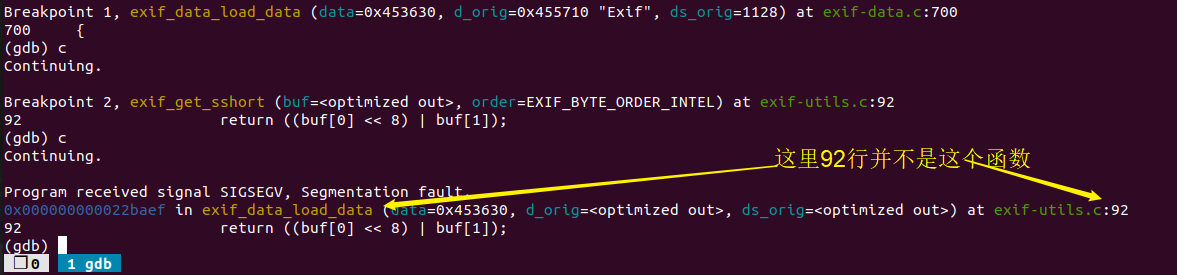 Breakpoint 1, exif_data_load_data (data=0x453630, d_orig=0x455710 "Exif", ds_orig=1128) at exif-data.c:700
700     {
(gdb) c
Continuing.
Breakpoint 2, exif_get_sshort (buf=<optimized out>, order=EXIF_BYTE_ORDER_INTEL) at exif-utils.c:92
92                      return ((buf[0] << 8) | buf[1]);
(gdb) c
Continuing.
这里92行并不是这个函数
Program received signal SIGSEGV, Segmentation fault.
0x000000000022baef in exif_data_load_data (data=0x453630, d_orig=<optimized out>, ds_orig=<optimized out>) at exif-utils.c:92
92                      return ((buf[0] << 8) | buf[1]);
(gdb)
0  1 gdb